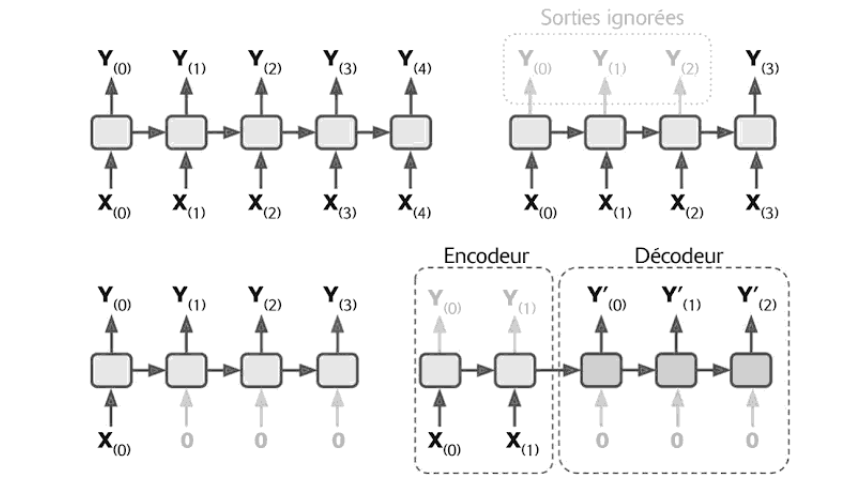 Sorties ignorées
Y(0) Y(1) Y(2) Y(3) Y(4)
Y(0) Y(1) Y(2) Y(3)
X(0) X(1) X(2) X(3) X(4)
X(0) X(1) X(2) X(3)
Encodeur
Décodeur
Y(0) Y(1) Y(2) Y(3)
Y(0) Y(1) Y′(0) Y′(1) Y′(2)
X(0) 0 0 0
X(0) X(1) 0 0 0